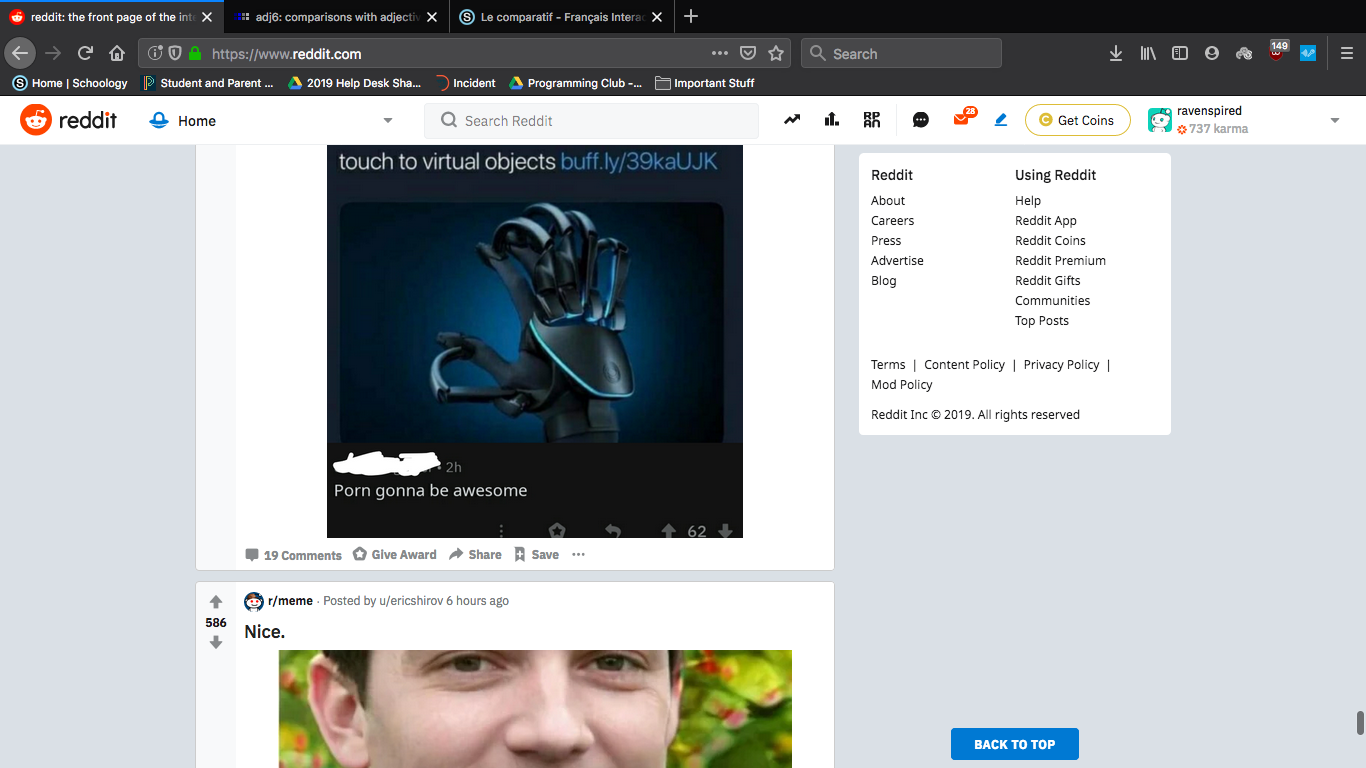 reddit: the front page of the inte
adj6: comparisons with adjectiv
Le comparatif - Français Interac
https://www.reddit.com
Search
149
Home | Schoology
Student and Parent ...
2019 Help Desk Sha...
Incident
Programming Club -...
Important Stuff
reddit
Home
Search Reddit
28
Get Coins
ravenspired
737 karma
touch to virtual objects buff.ly/39kaUJK
• 2h
Porn gonna be awesome
62
19 Comments
Give Award
Share
Save
586
r/meme · Posted by u/ericshirov 6 hours ago
Nice.
Reddit
Using Reddit
About
Help
Careers
Reddit App
Press
Reddit Coins
Advertise
Reddit Premium
Blog
Reddit Gifts
Communities
Top Posts
Terms | Content Policy | Privacy Policy |
Mod Policy
Reddit Inc © 2019. All rights reserved
BACK TO TOP